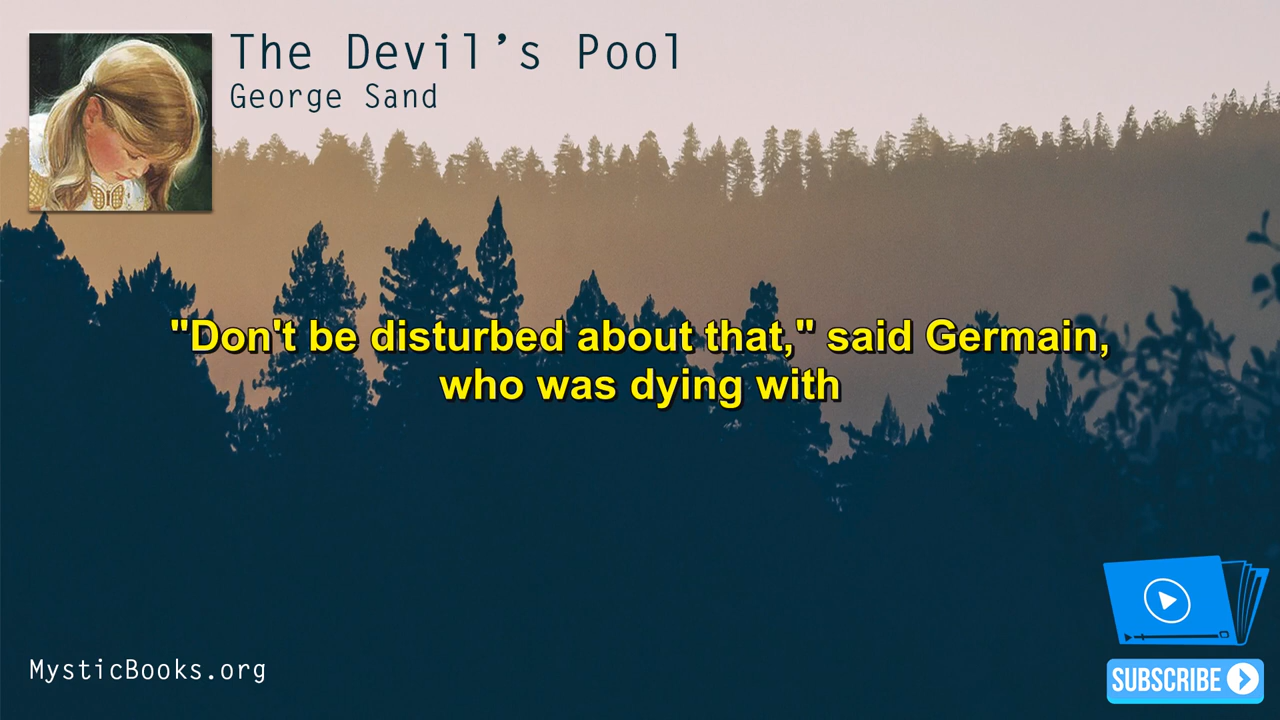 The Devil’s Pool
George Sand
"Don't be disturbed about that," said Germain,
who was dying with
MysticBooks.org
SUBSCRIBE